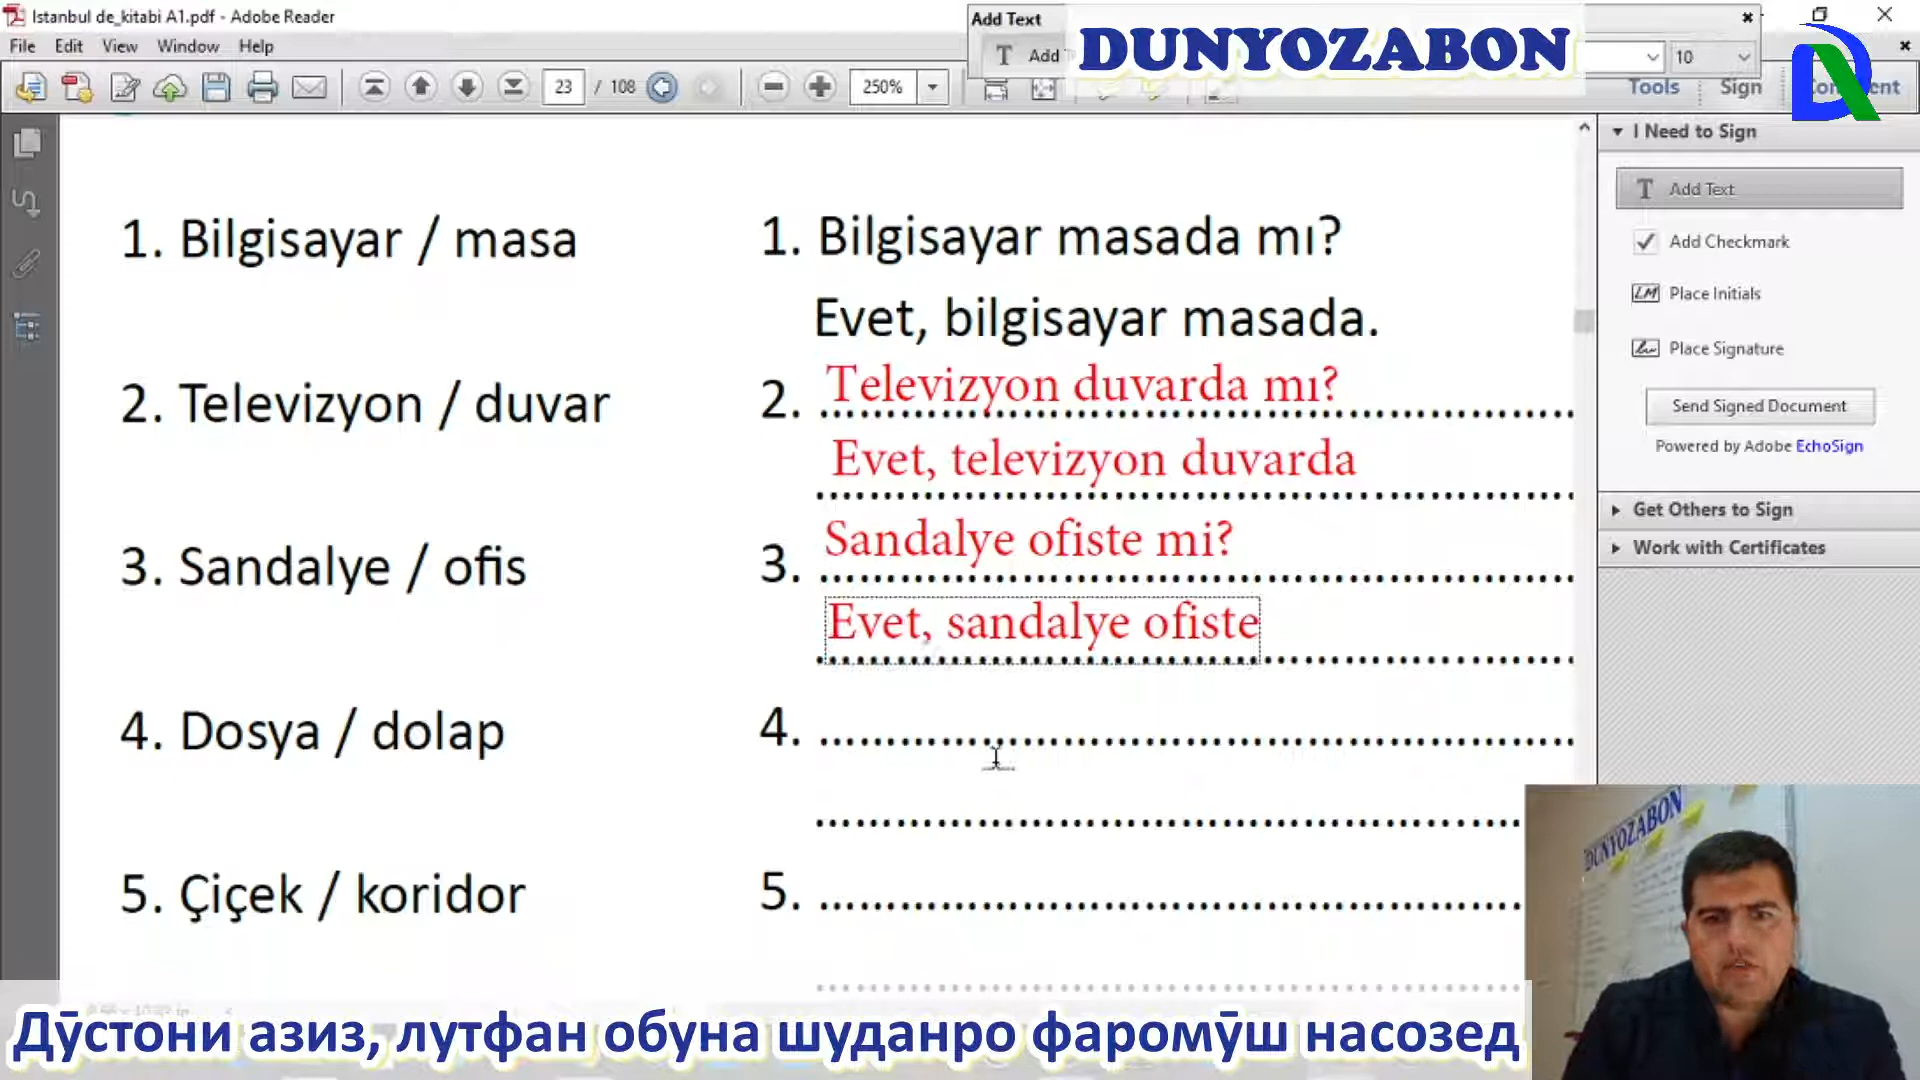 Istanbul de_kitabi A1.pdf - Adobe Reader
File Edit View Window Help
Add Text
T Add
DUNYOZABON
10
23 / 108
250%
Tools Sign Comment
I Need to Sign
T Add Text
Add Checkmark
LM Place Initials
Place Signature
Send Signed Document
Powered by Adobe EchoSign
Get Others to Sign
Work with Certificates
1. Bilgisayar / masa
2. Televizyon / duvar
3. Sandalye / ofis
4. Dosya / dolap
5. Çiçek / koridor
1. Bilgisayar masada mı?
Evet, bilgisayar masada.
2. Televizyon duvarda mı?
Evet, televizyon duvarda
3. Sandalye ofiste mi?
Evet, sandalye ofiste
4. ........................................
5. ........................................
DUNYOZABON
Дӯстони азиз, лутфан обуна шуданро фаромӯш насозед